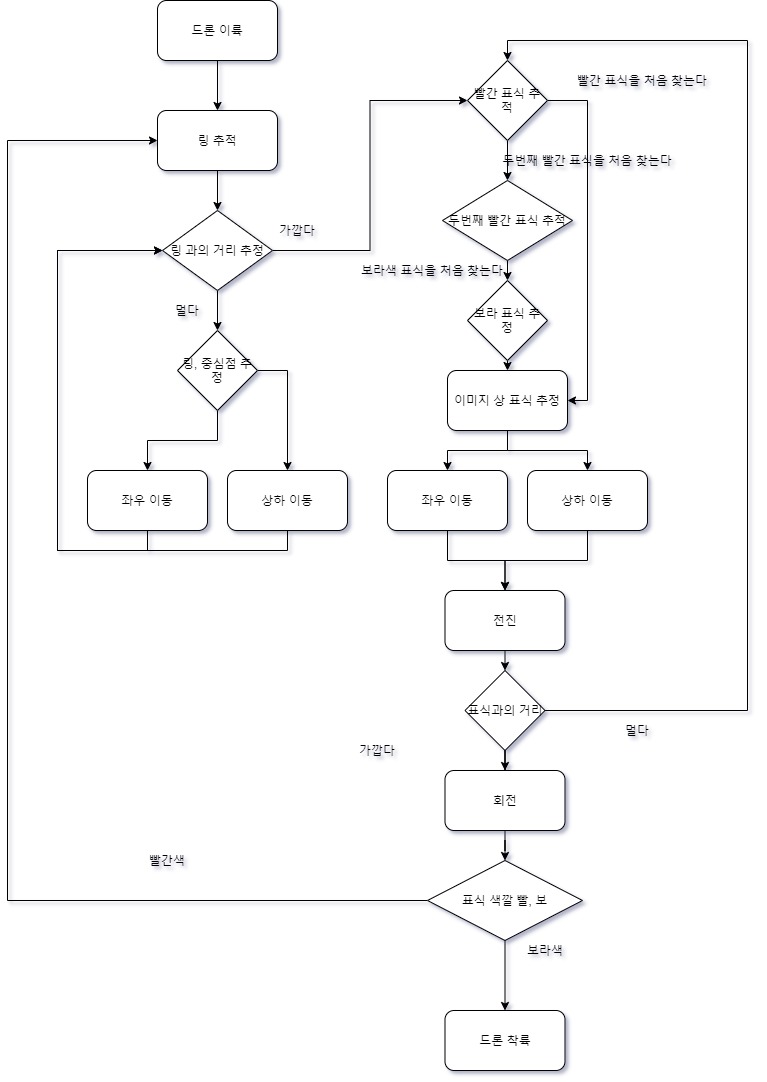 드론 이륙
링 추적
링 과의 거리 추정
가깝다
멀다
링, 중심점 추
정
좌우 이동
상하 이동
빨간 표식 추
적
빨간 표식을 처음 찾는다
두번째 빨간 표식을 처음 찾는다
두번째 빨간 표식 추적
보라색 표식을 처음 찾는다
보라 표식 추
정
이미지 상 표식 추정
좌우 이동
상하 이동
전진
표식과의 거리
멀다
가깝다
회전
빨간색
표식 색깔 빨, 보
보라색
드론 착륙